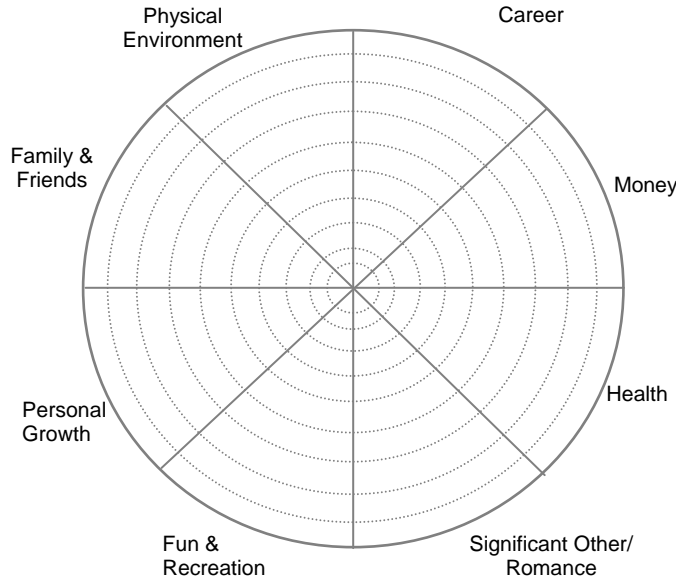 Physical
Environment
Career
Family &
Friends
Money
Personal
Growth
Health
Fun &
Recreation
Significant Other/
Romance